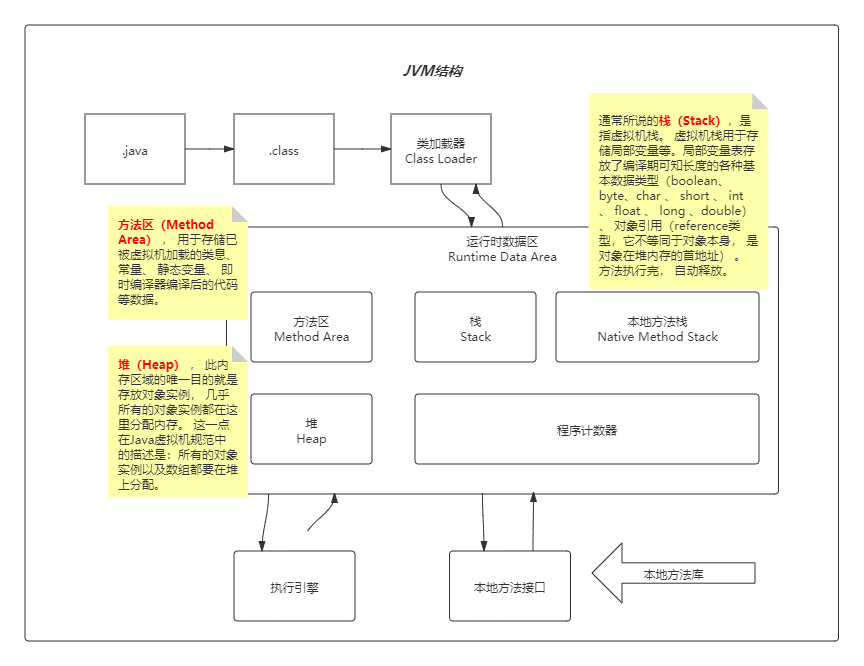 JVM结构
.java
.class
类加载器
Class Loader
通常所说的栈（Stack），是
指虚拟机栈。 虚拟机栈用于存
储局部变量等。局部变量表存
放了编译期可知长度的各种基
本数据类型（boolean、
byte、char 、 short 、 int
、 float 、 long 、double）
、 对象引用（reference类
型，它不等同于对象本身， 是
对象在堆内存的首地址） 。
方法执行完， 自动释放。
方法区（Method
Area） ， 用于存储已
被虚拟机加载的类息、
常量、 静态变量、 即
时编译器编译后的代码
等数据。
运行时数据区
Runtime Data Area
方法区
Method Area
栈
Stack
本地方法栈
Native Method Stack
堆（Heap） ， 此内
存区域的唯一目的就是
存放对象实例， 几乎
所有的对象实例都在这
里分配内存。 这一点
在Java虚拟机规范中
的描述是：所有的对象
实例以及数组都要在堆
上分配。
堆
Heap
程序计数器
执行引擎
本地方法接口
本地方法库